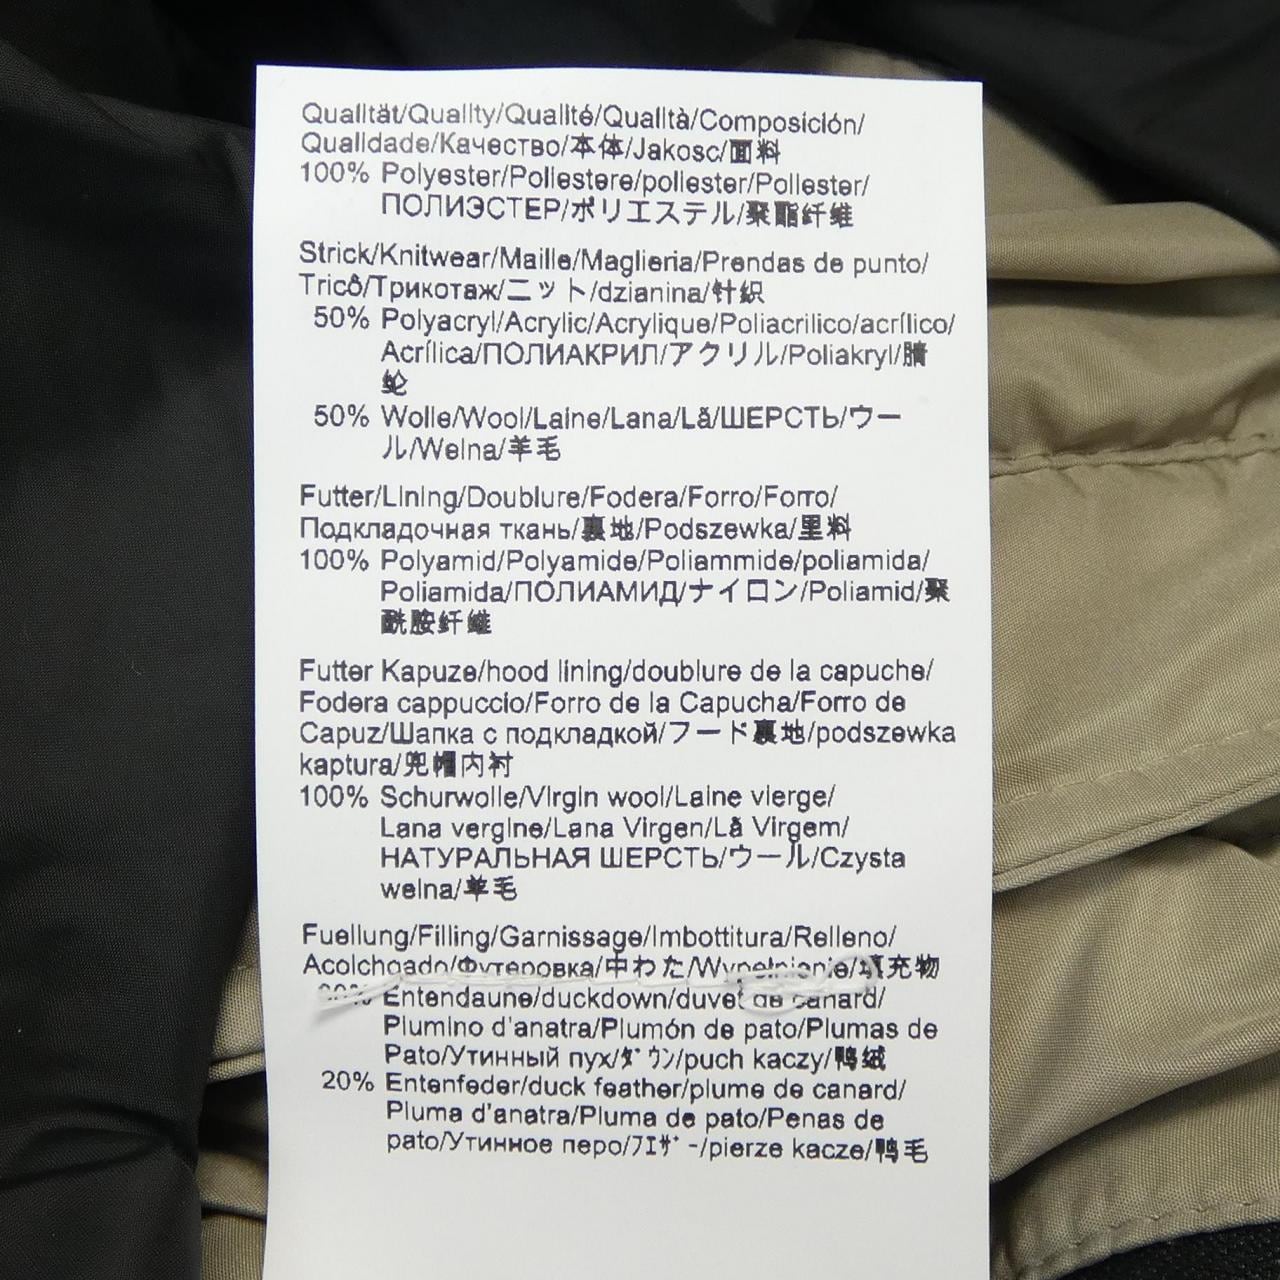 Qualität/Quality/Qualité/Qualità/Composición/
Qualidade/Качество/本体/Jakosc/面料
100% Polyester/Poliestere/poliester/Poliester/
ПОЛИЭСТЕР/ポリエステル/聚酯纤维
Strick/Knitwear/Maille/Maglieria/Prendas de punto/
Tricô/Трикотаж/ニット/dzianina/针织
50% Polyacryl/Acrylic/Acrylique/Poliacrilico/acrílico/
Acrílica/ПОЛИАКРИЛ/アクリル/Poliakryl/腈
纶
50% Wolle/Wool/Laine/Lana/Lã/ШЕРСТЬ/ウー
ル/Welna/羊毛
Futter/Lining/Doublure/Fodera/Forro/Forro/
Подкладочная ткань/裏地/Podszewka/里料
100% Polyamid/Polyamide/Poliammide/poliamida/
Poliamida/ПОЛИАМИД/ナイロン/Poliamid/聚
酰胺纤维
Futter Kapuze/hood lining/doublure de la capuche/
Fodera cappuccio/Forro de la Capucha/Forro de
Capuz/Шапка с подкладкой/フード裏地/podszewka
kaptura/兜帽内衬
100% Schurwolle/Virgin wool/Laine vierge/
Lana vergine/Lana Virgen/Lã Virgem/
НАТУРАЛЬНАЯ ШЕРСТЬ/ウール/Czysta
welna/羊毛
Fuellung/Filling/Garnissage/Imbottitura/Relleno/
Acolchoado/Футеровка/中わた/Wypelnienie/填充物
Entendaune/duckdown/duvet de canard/
Piumino d'anatra/Plumón de pato/Plumas de
Pato/Утинный пух/ﾀﾞｳﾝ/puch kaczy/鸭绒
20% Entenfeder/duck feather/plume de canard/
Pluma d'anatra/Pluma de pato/Penas de
pato/Утинное перо/ﾌｴｻﾞｰ/pierze kacze/鸭毛